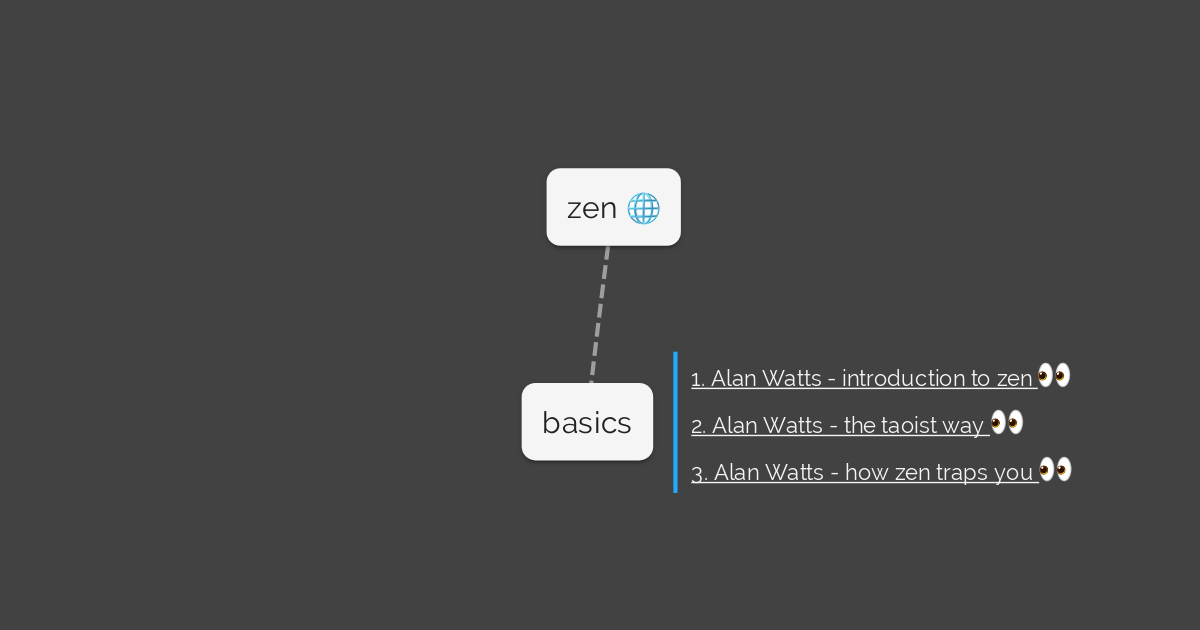 zen 🌐
basics
1. Alan Watts - introduction to zen 👀
2. Alan Watts - the taoist way 👀
3. Alan Watts - how zen traps you 👀